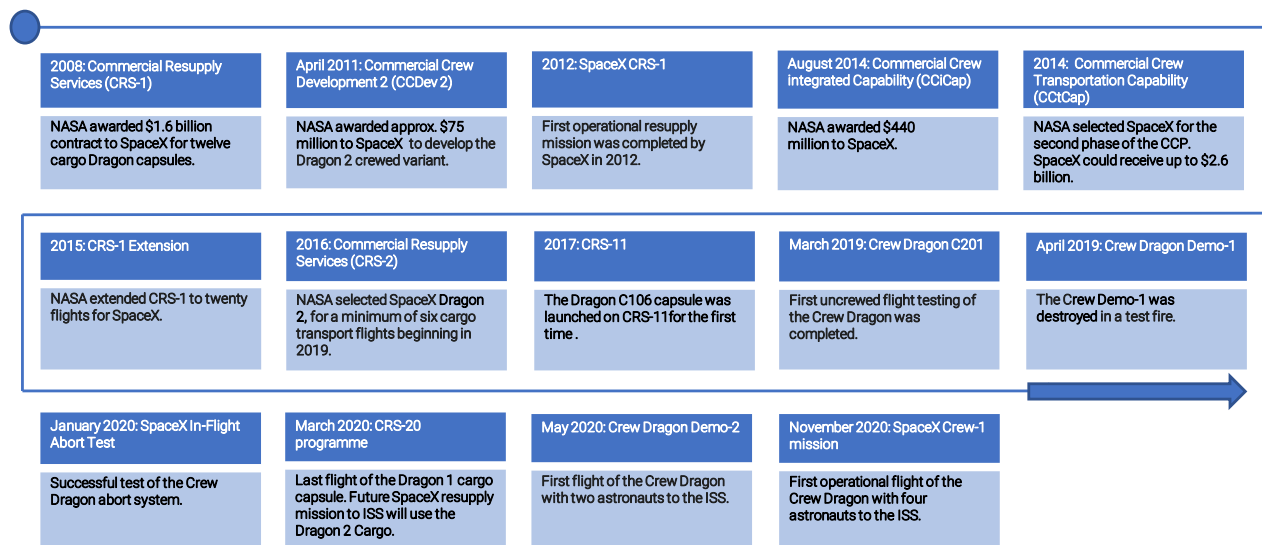 2008: Commercial Resupply
Services (CRS-1)
NASA awarded $1.6 billion
contract to SpaceX for twelve
cargo Dragon capsules.
April 2011: Commercial Crew
Development 2 (CCDev 2)
NASA awarded approx. $75
million to SpaceX to develop the
Dragon 2 crewed variant.
2012: SpaceX CRS-1
First operational resupply
mission was completed by
SpaceX in 2012.
August 2014: Commercial Crew
integrated Capability (CCiCap)
NASA awarded $440
million to SpaceX.
2014: Commercial Crew
Transportation Capability
(CCtCap)
NASA selected SpaceX for the
second phase of the CCP.
SpaceX could receive up to $2.6
billion.
2015: CRS-1 Extension
NASA extended CRS-1 to twenty
flights for SpaceX.
2016: Commercial Resupply
Services (CRS-2)
NASA selected SpaceX Dragon
2, for a minimum of six cargo
transport flights beginning in
2019.
2017: CRS-11
The Dragon C106 capsule was
launched on CRS-11for the first
time .
March 2019: Crew Dragon C201
First uncrewed flight testing of
the Crew Dragon was
completed.
April 2019: Crew Dragon Demo-1
The Crew Demo-1 was
destroyed in a test fire.
January 2020: SpaceX In-Flight
Abort Test
Successful test of the Crew
Dragon abort system.
March 2020: CRS-20
programme
Last flight of the Dragon 1 cargo
capsule. Future SpaceX resupply
mission to ISS will use the
Dragon 2 Cargo.
May 2020: Crew Dragon Demo-2
First flight of the Crew Dragon
with two astronauts to the ISS.
November 2020: SpaceX Crew-1
mission
First operational flight of the
Crew Dragon with four
astronauts to the ISS.